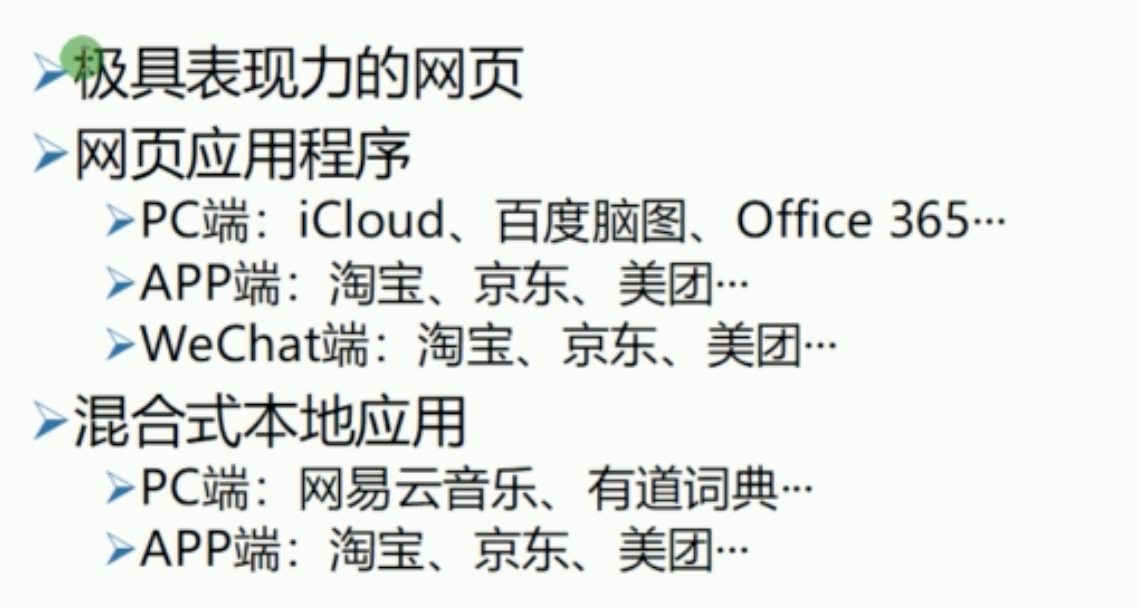 极具表现力的网页
网页应用程序
PC端：iCloud、百度脑图、Office 365…
APP端：淘宝、京东、美团…
WeChat端：淘宝、京东、美团…
混合式本地应用
PC端：网易云音乐、有道词典…
APP端：淘宝、京东、美团…